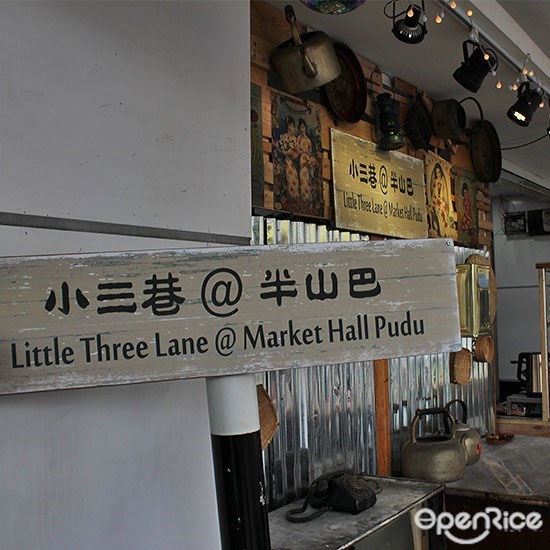 小三巷@半山巴
Little Three Lane @ Market Hall Pudu
小三巷@半山巴
Little Three Lane @ Market Hall Pudu
OPENRICE